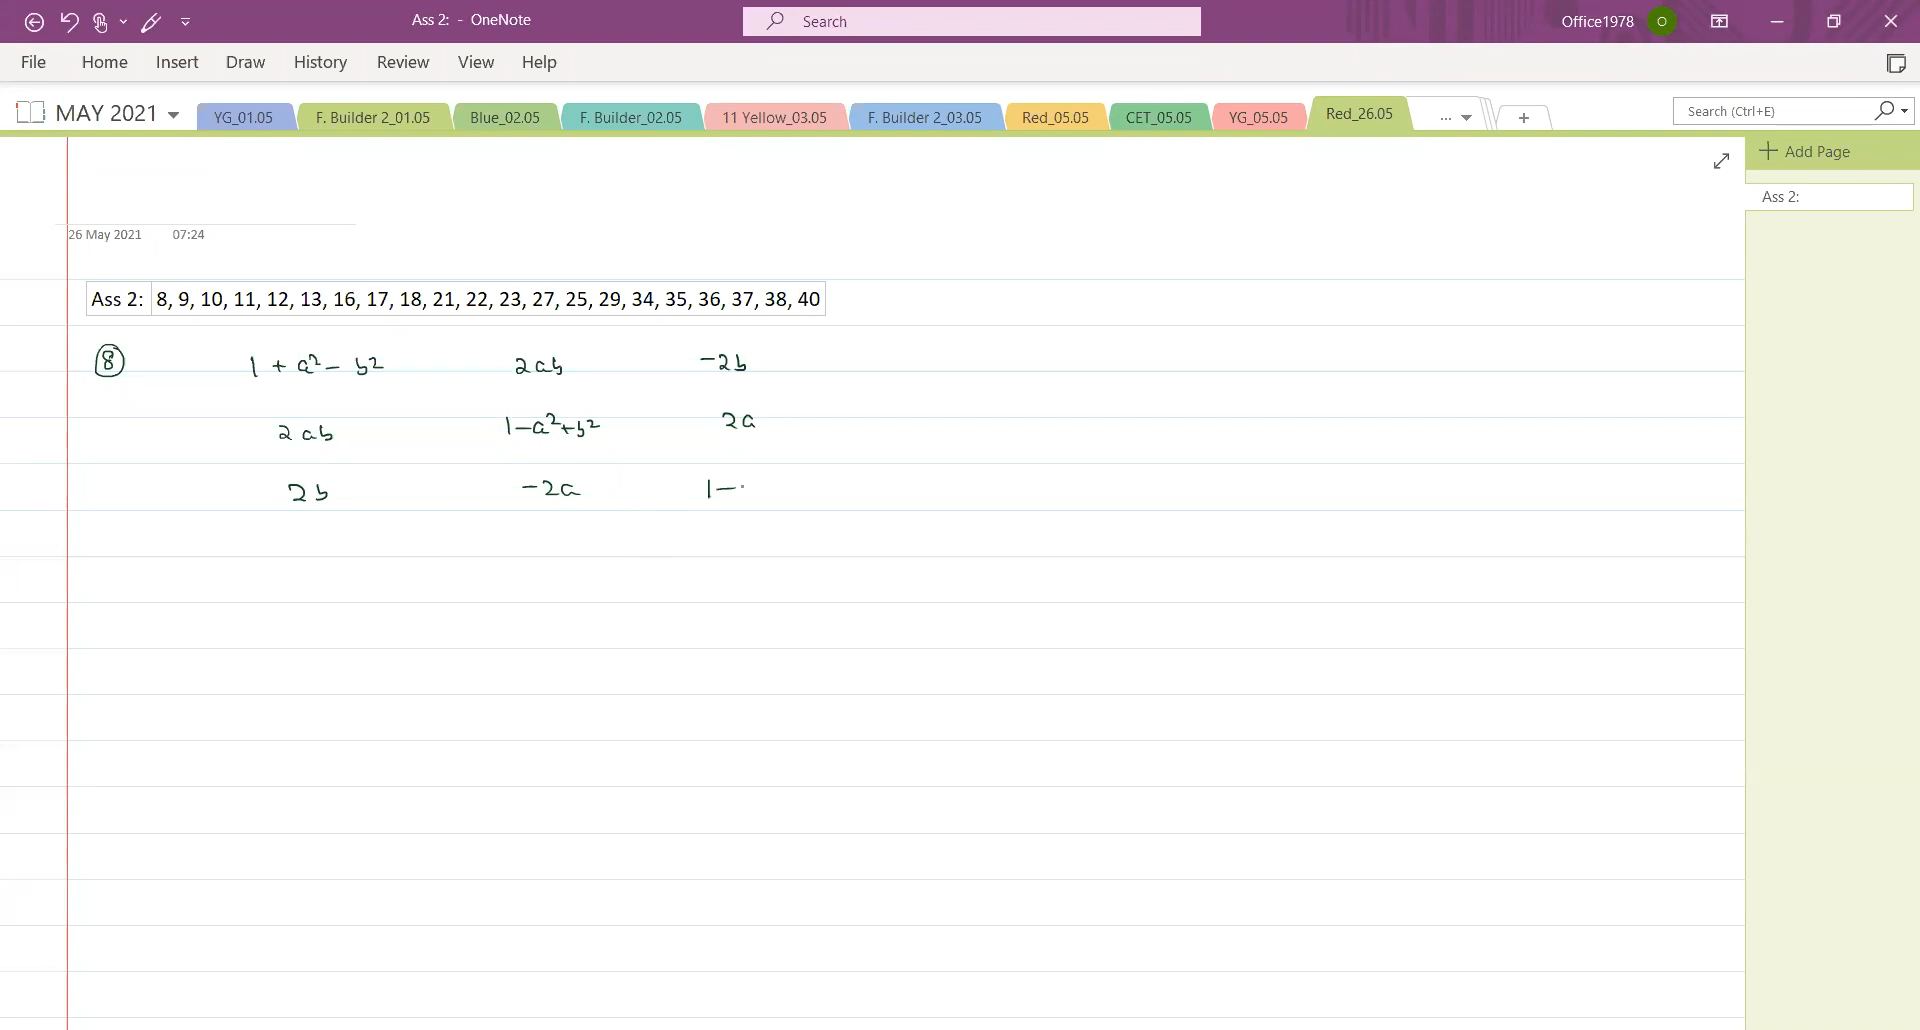 Ass 2: - OneNote
Search
Office1978
O
File Home Insert Draw History Review View Help
MAY 2021
YG_01.05
F. Builder 2_01.05
Blue_02.05
F. Builder_02.05
11 Yellow_03.05
F. Builder 2_03.05
Red_05.05
CET_05.05
YG_05.05
Red_26.05
...
+
Search (Ctrl+E)
Add Page
Ass 2:
26 May 2021 07:24
Ass 2: 8, 9, 10, 11, 12, 13, 16, 17, 18, 21, 22, 23, 27, 25, 29, 34, 35, 36, 37, 38, 40
⑧ 1 + a² − b² 2ab −2b
2ab 1−a²+b² 2a
2b −2a 1−